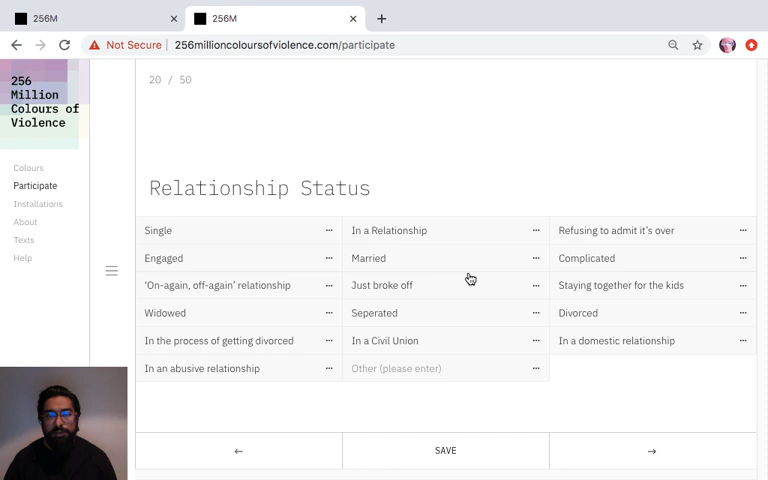 256M
256M
Not Secure
256millioncoloursofviolence.com/participate
256
Million
Colours of
Violence
Colours
Participate
Installations
About
Texts
Help
20 / 50
Relationship Status
Single
In a Relationship
Refusing to admit it's over
Engaged
Married
Complicated
'On-again, off-again' relationship
Just broke off
Staying together for the kids
Widowed
Seperated
Divorced
In the process of getting divorced
In a Civil Union
In a domestic relationship
In an abusive relationship
Other (please enter)
SAVE